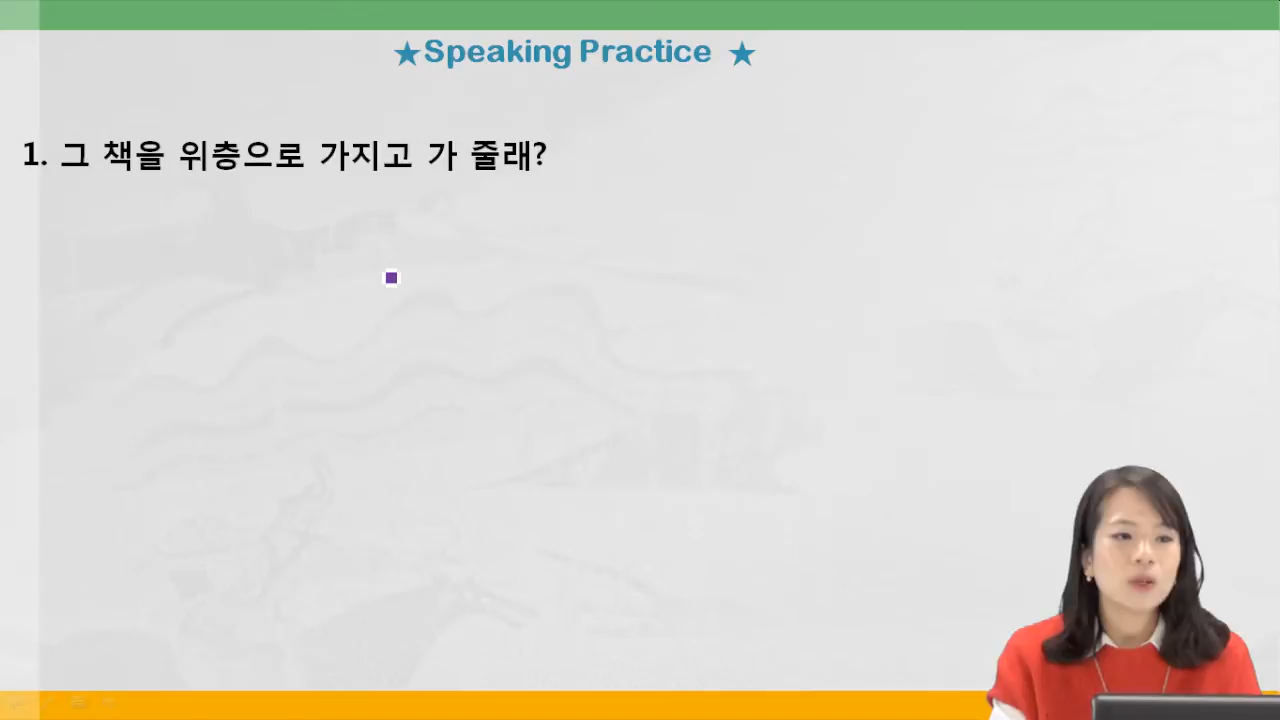 ★Speaking Practice ★
1. 그 책을 위층으로 가지고 가 줄래?